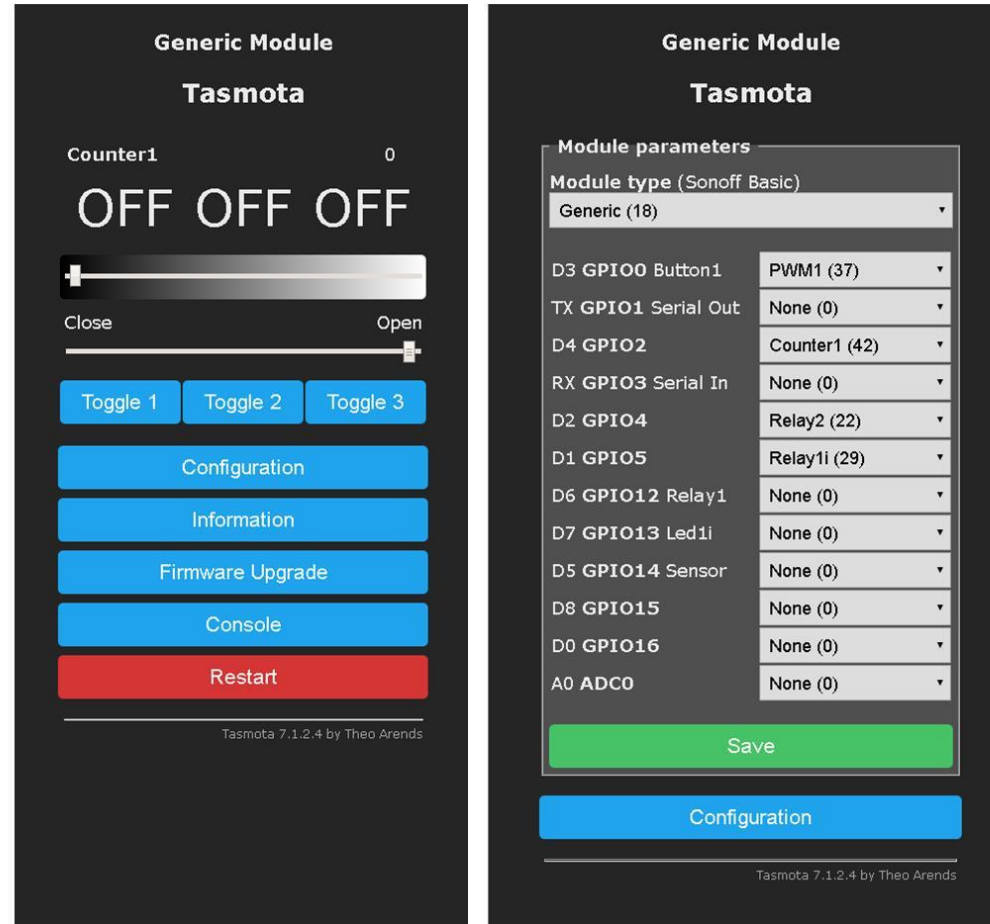 Generic Module
Tasmota
Counter1 0
OFF OFF OFF
Close Open
Toggle 1 Toggle 2 Toggle 3
Configuration
Information
Firmware Upgrade
Console
Restart
Tasmota 7.1.2.4 by Theo Arends
Generic Module
Tasmota
Module parameters
Module type (Sonoff Basic)
Generic (18)
D3 GPIO0 Button1 PWM1 (37)
TX GPIO1 Serial Out None (0)
D4 GPIO2 Counter1 (42)
RX GPIO3 Serial In None (0)
D2 GPIO4 Relay2 (22)
D1 GPIO5 Relay1i (29)
D6 GPIO12 Relay1 None (0)
D7 GPIO13 Led1i None (0)
D5 GPIO14 Sensor None (0)
D8 GPIO15 None (0)
D0 GPIO16 None (0)
A0 ADC0 None (0)
Save
Configuration
Tasmota 7.1.2.4 by Theo Arends